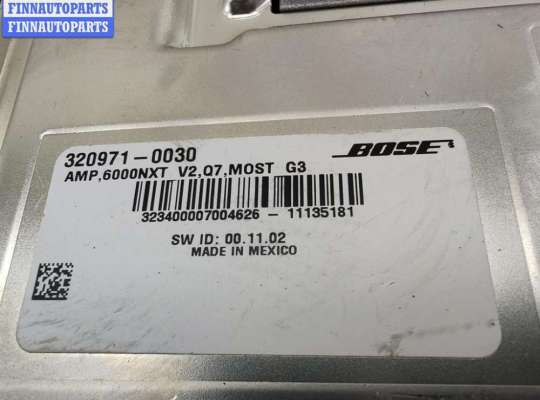 FINNAUTOPARTS
FINNAUTOPARTS
320971-0030
BOSE
AMP,6000NXT V2,Q7,MOST G3
323400007004626 - 11135181
SW ID: 00.11.02
MADE IN MEXICO